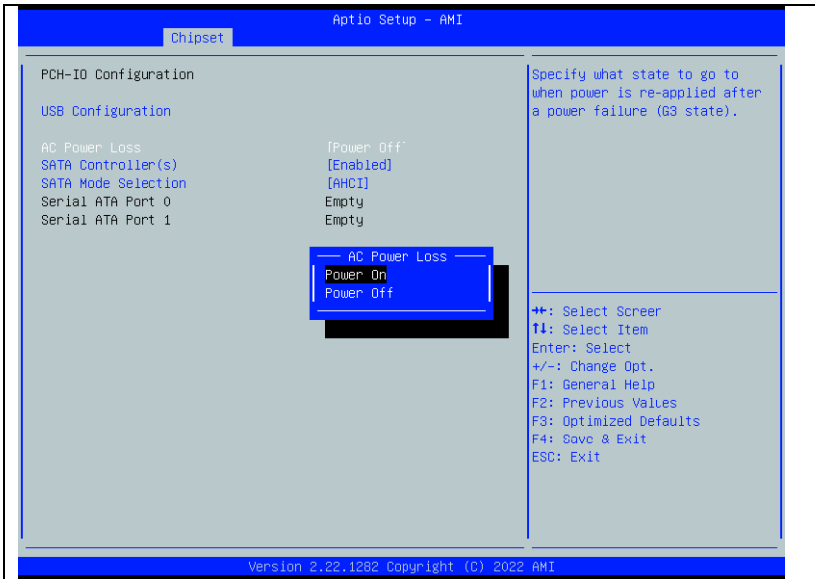 Aptio Setup – AMI
Chipset
PCH-IO Configuration
USB Configuration
AC Power Loss [Power Off]
SATA Controller(s) [Enabled]
SATA Mode Selection [AHCI]
Serial ATA Port 0 Empty
Serial ATA Port 1 Empty
AC Power Loss
Power On
Power Off
Specify what state to go to
when power is re-applied after
a power failure (G3 state).
→←: Select Screen
↑↓: Select Item
Enter: Select
+/-: Change Opt.
F1: General Help
F2: Previous Values
F3: Optimized Defaults
F4: Save & Exit
ESC: Exit
Version 2.22.1282 Copyright (C) 2022 AMI